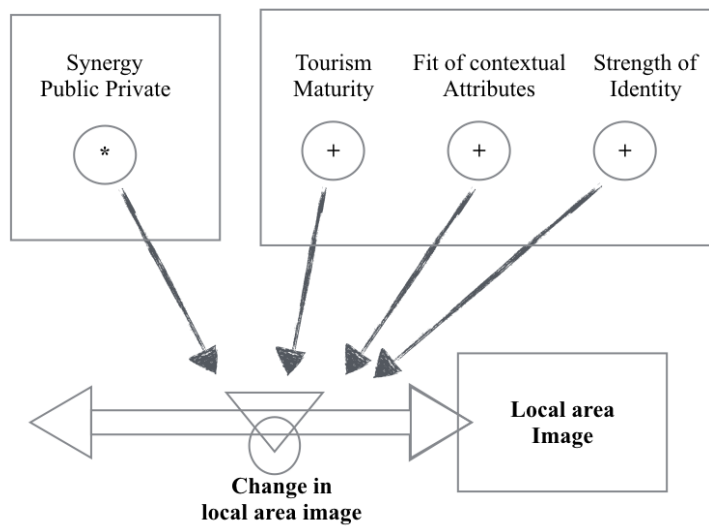 Synergy
Public Private
*
Tourism
Maturity
+
Fit of contextual
Attributes
+
Strength of
Identity
+
Local area
Image
Change in
local area image